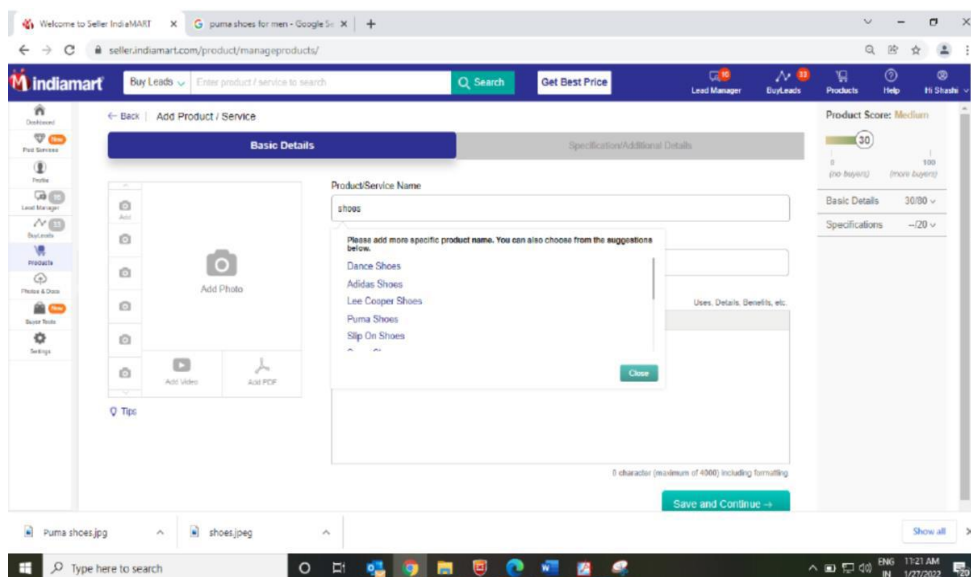 Welcome to Seller IndiaMART
puma shoes for men - Google Se
seller.indiamart.com/product/manageproducts/
indiamart
Buy Leads
Enter product / service to search
Search
Get Best Price
Lead Manager
BuyLeads
Products
Help
Hi Shashi
Dashboard
New
Paid Services
Profile
Lead Manager
BuyLeads
Products
Photos & Docs
New
Buyer Tools
Settings
← Back | Add Product / Service
Basic Details
Specification/Additional Details
Add
Add Photo
Add Video
Add PDF
Tips
Product/Service Name
shoes
Please add more specific product name. You can also choose from the suggestions
below.
Dance Shoes
Adidas Shoes
Lee Cooper Shoes
Puma Shoes
Slip On Shoes
Close
Uses, Details, Benefits, etc.
0 character (maximum of 4000) including formatting
Save and Continue →
Product Score: Medium
30
0
100
(no buyers)
(more buyers)
Basic Details 30/80
Specifications --/20
Puma shoes.jpg
shoes.jpeg
Show all
Type here to search
ENG
IN
11:21 AM
1/27/2022